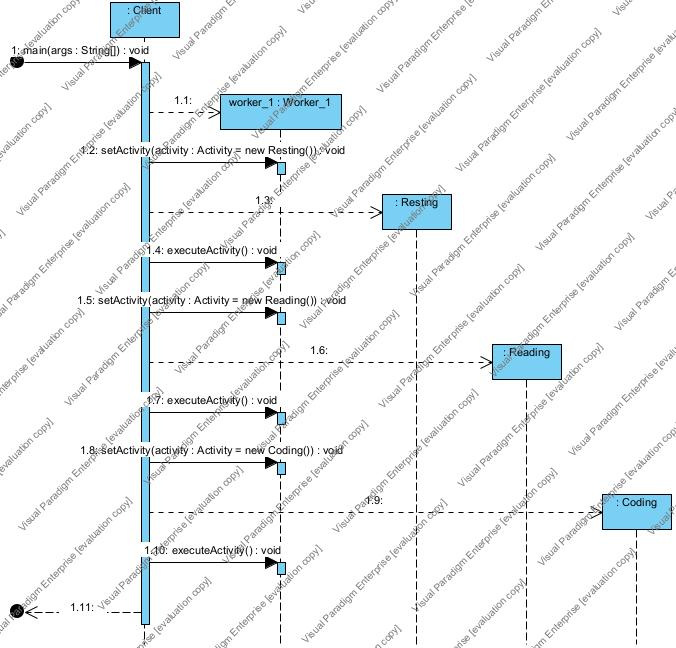 : Client
1: main(args : String[]) : void
1.1:
worker_1 : Worker_1
1.2: setActivity(activity : Activity = new Resting()) : void
1.3:
: Resting
1.4: executeActivity() : void
1.5: setActivity(activity : Activity = new Reading()) : void
1.6:
: Reading
1.7: executeActivity() : void
1.8: setActivity(activity : Activity = new Coding()) : void
1.9:
: Coding
1.10: executeActivity() : void
1.11:
Visual Paradigm Enterprise [evaluation copy]